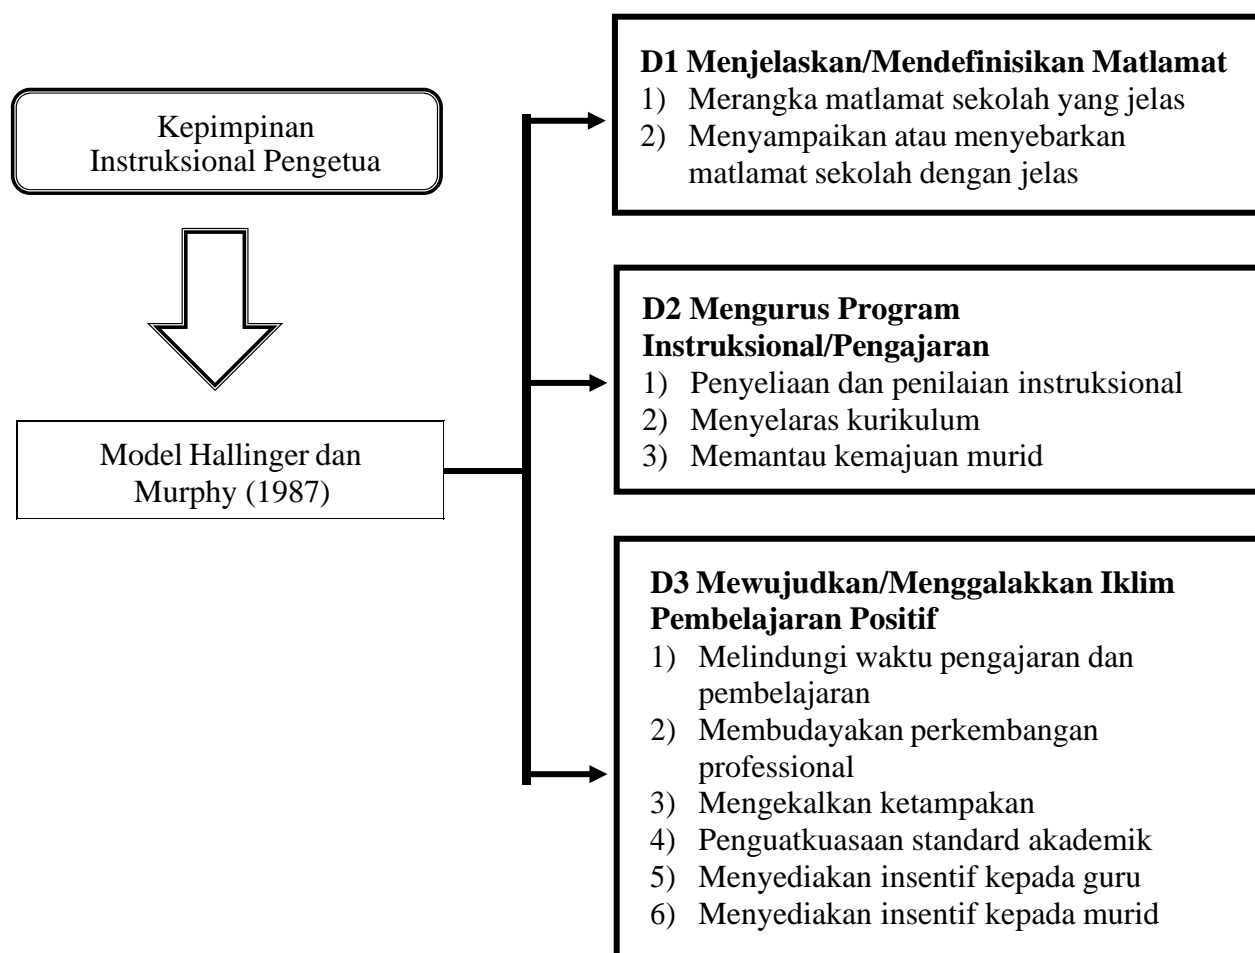 Kepimpinan
Instruksional Pengetua
Model Hallinger dan
Murphy (1987)
D1 Menjelaskan/Mendefinisikan Matlamat
1) Merangka matlamat sekolah yang jelas
2) Menyampaikan atau menyebarkan
matlamat sekolah dengan jelas
D2 Mengurus Program
Instruksional/Pengajaran
1) Penyeliaan dan penilaian instruksional
2) Menyelaras kurikulum
3) Memantau kemajuan murid
D3 Mewujudkan/Menggalakkan Iklim
Pembelajaran Positif
1) Melindungi waktu pengajaran dan
pembelajaran
2) Membudayakan perkembangan
professional
3) Mengekalkan ketampakan
4) Penguatkuasaan standard akademik
5) Menyediakan insentif kepada guru
6) Menyediakan insentif kepada murid